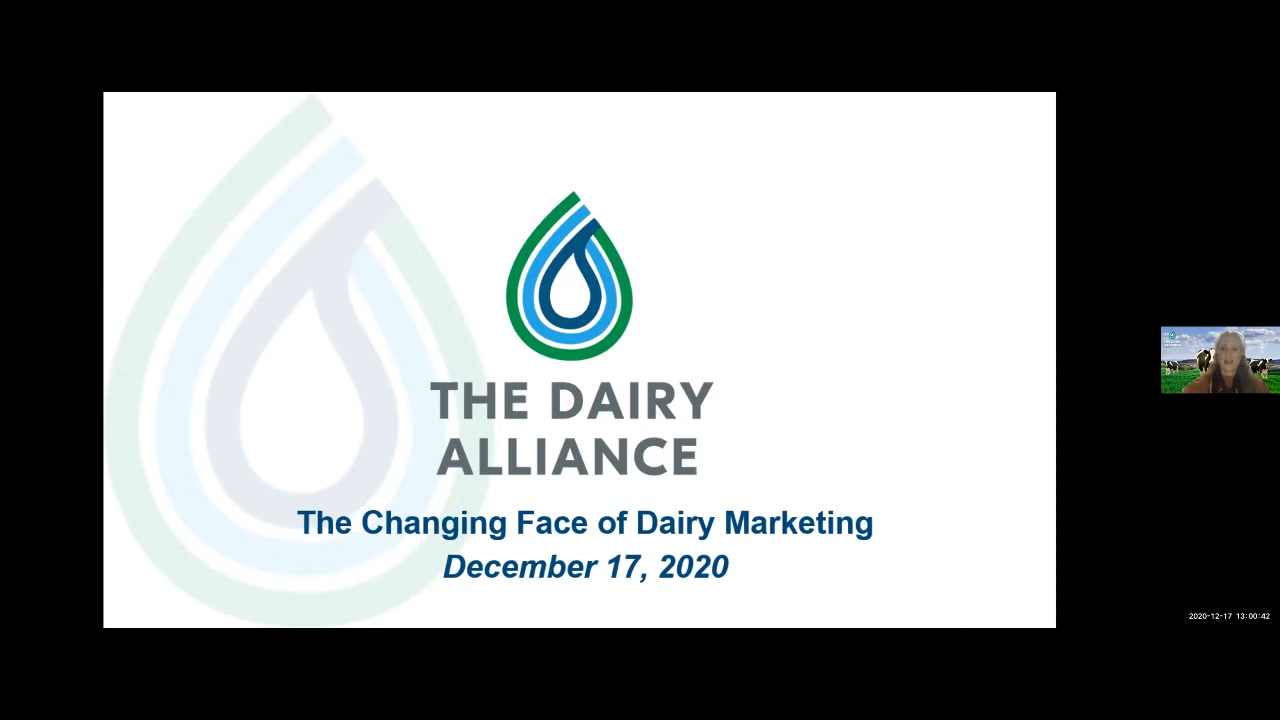 THE DAIRY
ALLIANCE
The Changing Face of Dairy Marketing
December 17, 2020
2020-12-17 13:00:42